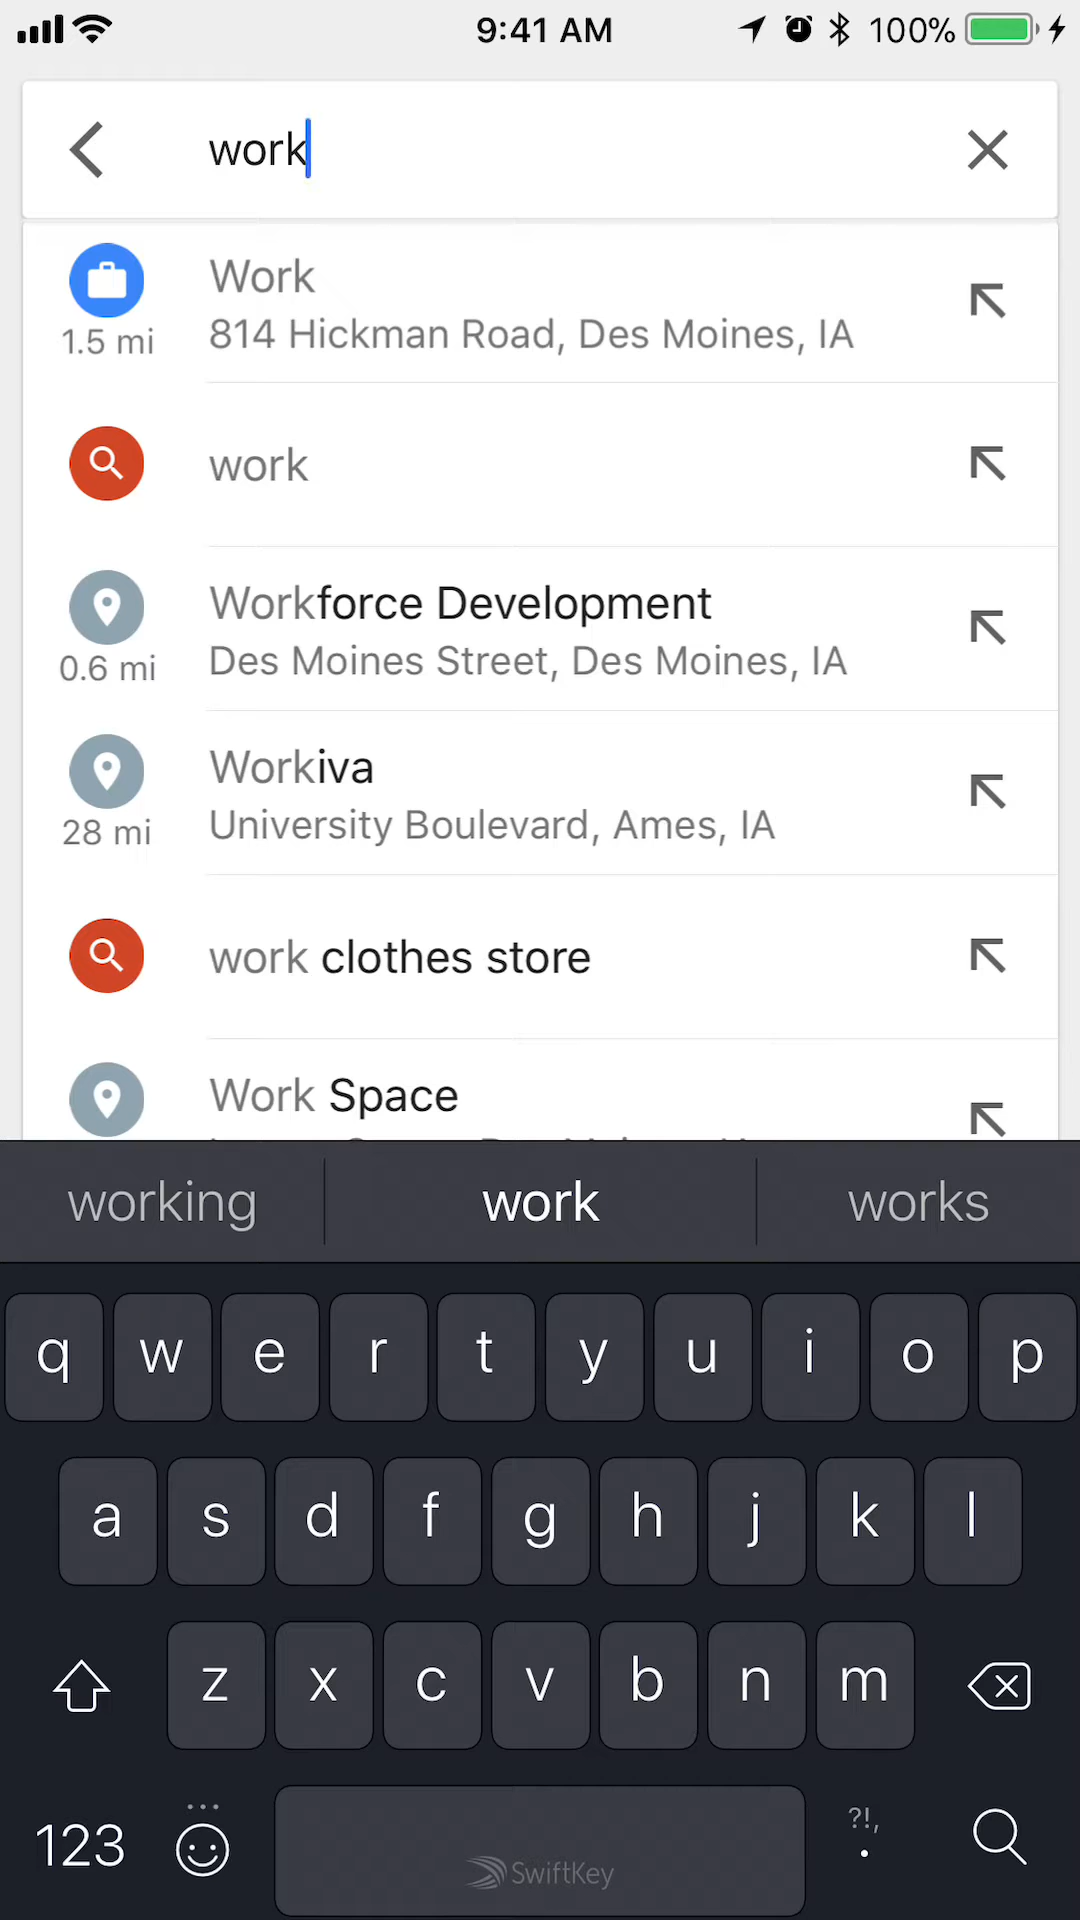 9:41 AM 100%
work
Work
1.5 mi 814 Hickman Road, Des Moines, IA
work
Workforce Development
0.6 mi Des Moines Street, Des Moines, IA
Workiva
28 mi University Boulevard, Ames, IA
work clothes store
Work Space
working work works
q w e r t y u i o p
a s d f g h j k l
z x c v b n m
123 ?!, .
SwiftKey